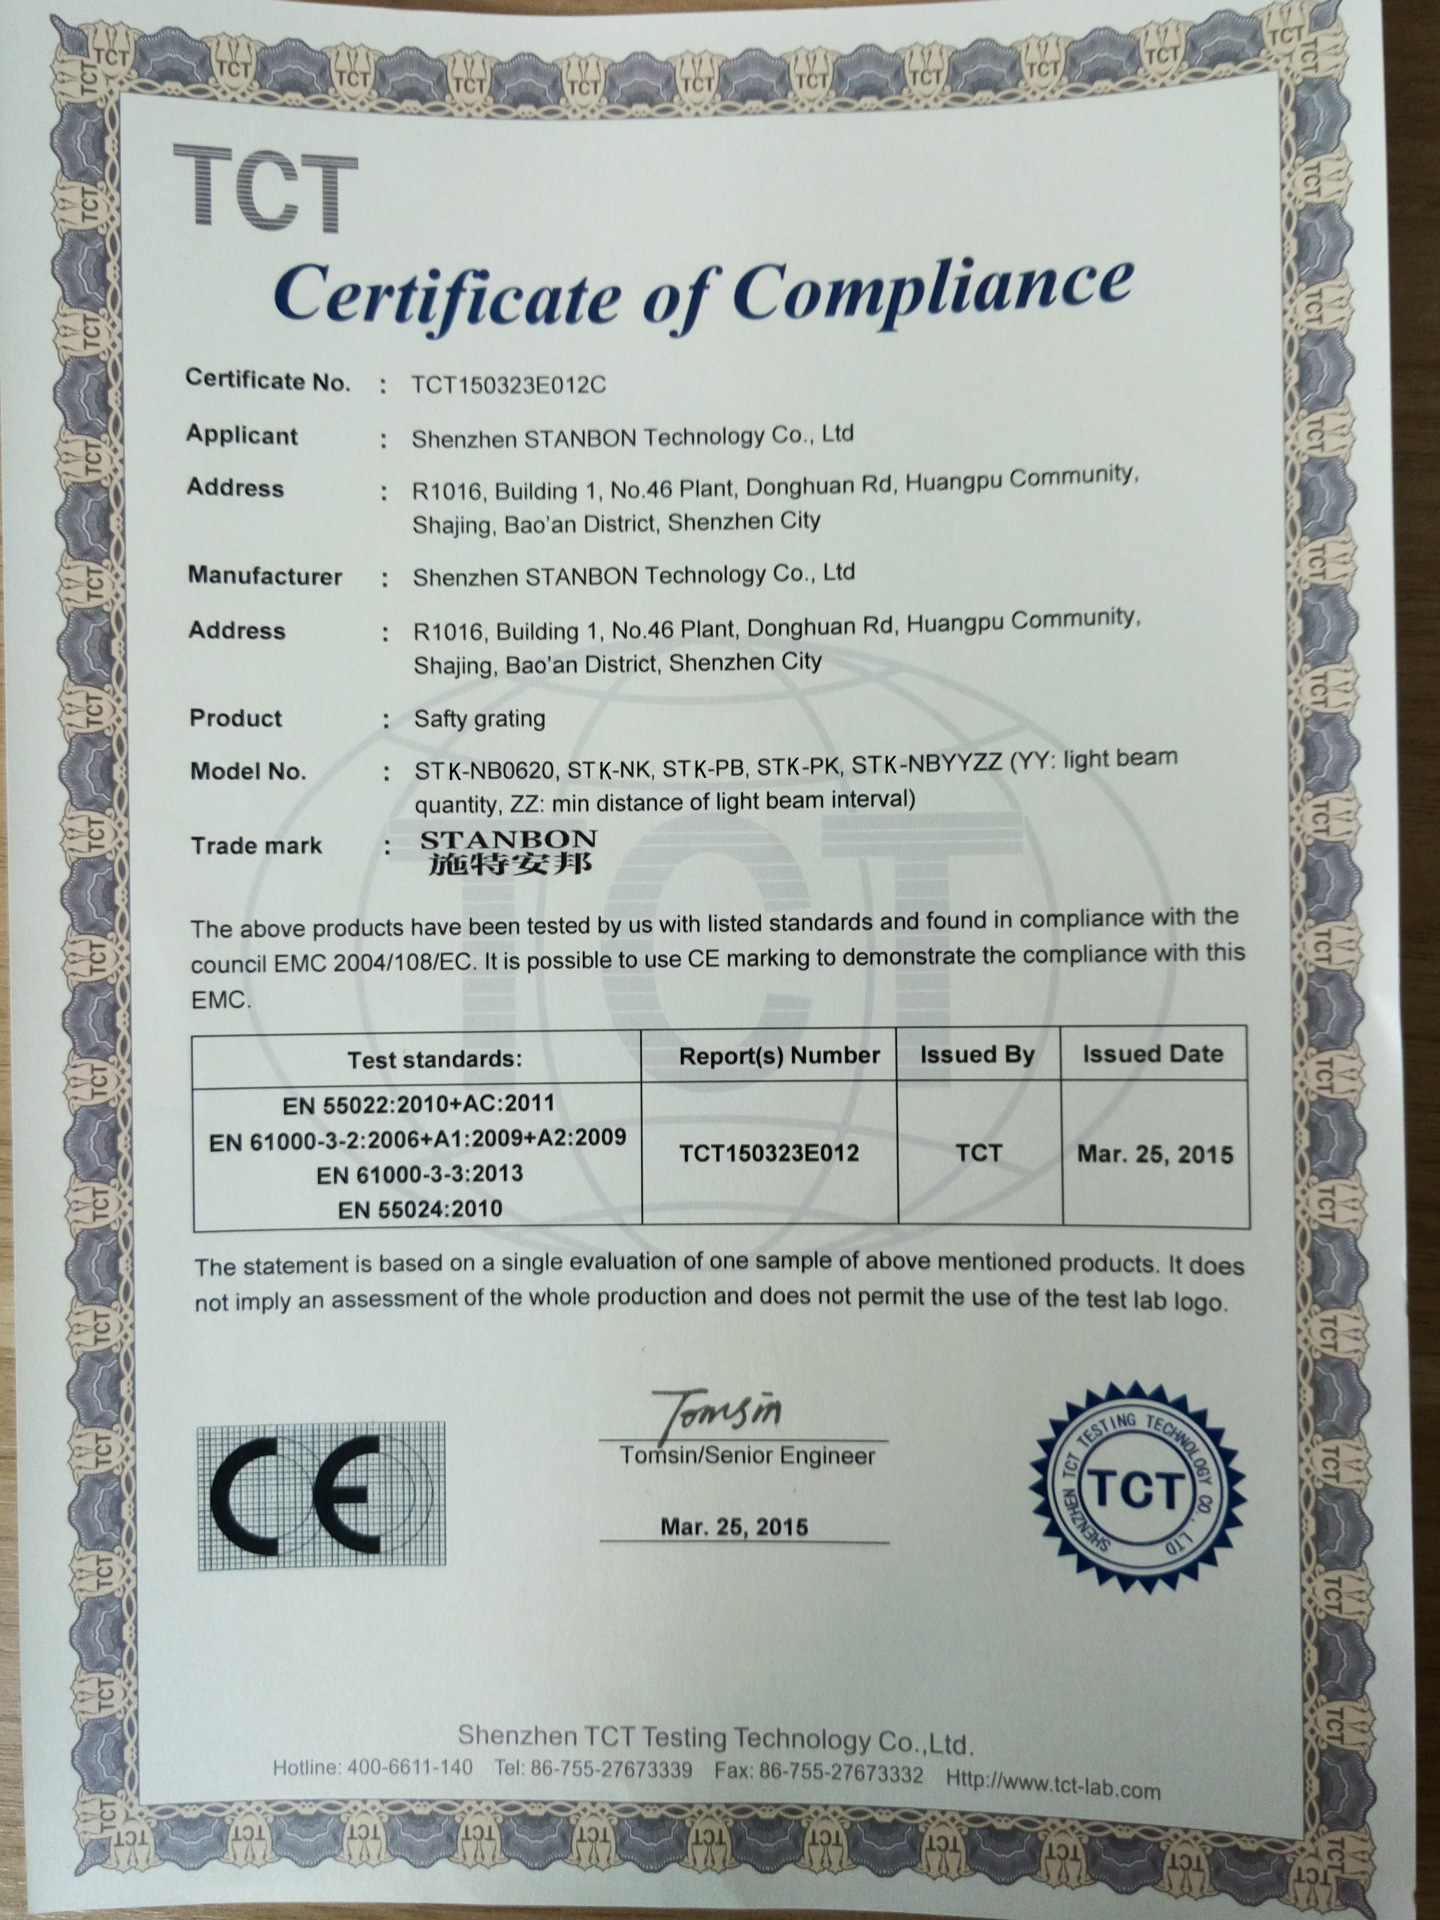 TCT
Certificate of Compliance
Certificate No. : TCT150323E012C
Applicant : Shenzhen STANBON Technology Co., Ltd
Address : R1016, Building 1, No.46 Plant, Donghuan Rd, Huangpu Community,
Shajing, Bao'an District, Shenzhen City
Manufacturer : Shenzhen STANBON Technology Co., Ltd
Address : R1016, Building 1, No.46 Plant, Donghuan Rd, Huangpu Community,
Shajing, Bao'an District, Shenzhen City
Product : Safty grating
Model No. : STK-NB0620, STK-NK, STK-PB, STK-PK, STK-NBYYZZ (YY: light beam
quantity, ZZ: min distance of light beam interval)
Trade mark : STANBON
施特安邦
The above products have been tested by us with listed standards and found in compliance with the
council EMC 2004/108/EC. It is possible to use CE marking to demonstrate the compliance with this
EMC.
Test standards: Report(s) Number Issued By Issued Date
EN 55022:2010+AC:2011
EN 61000-3-2:2006+A1:2009+A2:2009
EN 61000-3-3:2013
EN 55024:2010
TCT150323E012 TCT Mar. 25, 2015
The statement is based on a single evaluation of one sample of above mentioned products. It does
not imply an assessment of the whole production and does not permit the use of the test lab logo.
CE
Tomsin
Tomsin/Senior Engineer
Mar. 25, 2015
SHENZHEN TCT TESTING TECHNOLOGY CO., LTD
TCT
Shenzhen TCT Testing Technology Co.,Ltd.
Hotline: 400-6611-140 Tel: 86-755-27673339 Fax: 86-755-27673332 Http://www.tct-lab.com